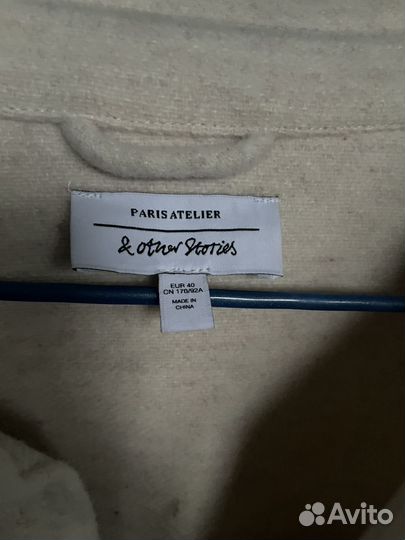 PARIS ATELIER
& other Stories
EUR 40
CN 170/92A
MADE IN
CHINA
Avito